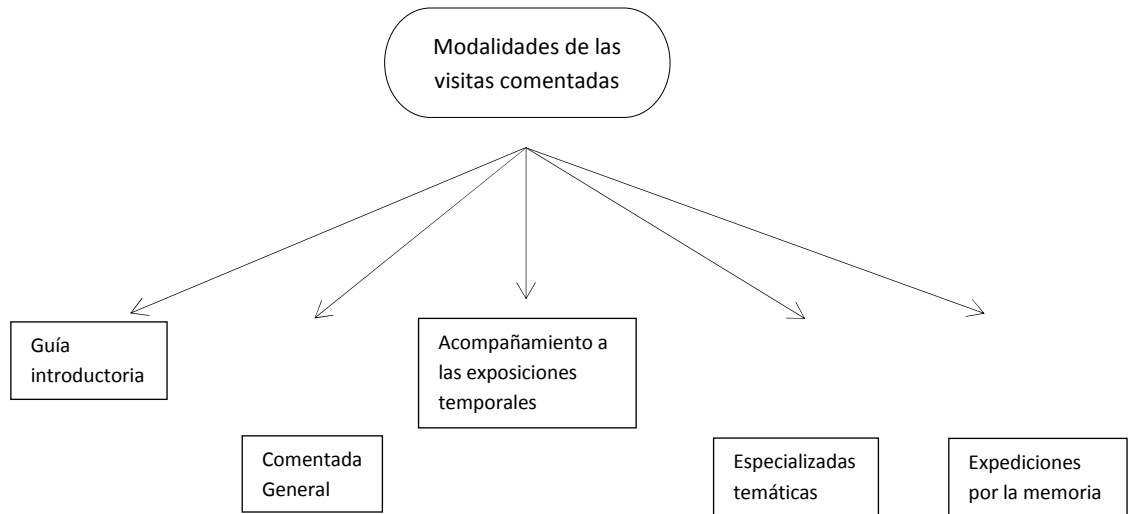 Modalidades de las
visitas comentadas
Guía
introductoria
Acompañamiento a
las exposiciones
temporales
Comentada
General
Especializadas
temáticas
Expediciones
por la memoria